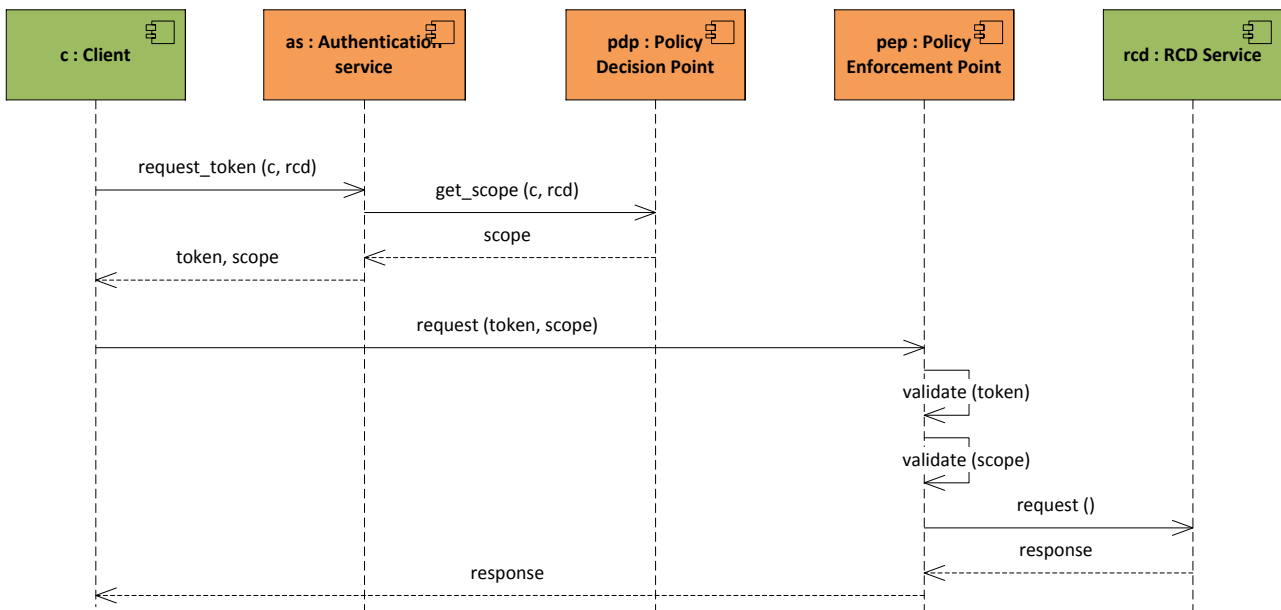 c : Client
as : Authentication
service
pdp : Policy
Decision Point
pep : Policy
Enforcement Point
rcd : RCD Service
request_token (c, rcd)
get_scope (c, rcd)
scope
token, scope
request (token, scope)
validate (token)
validate (scope)
request ()
response
response